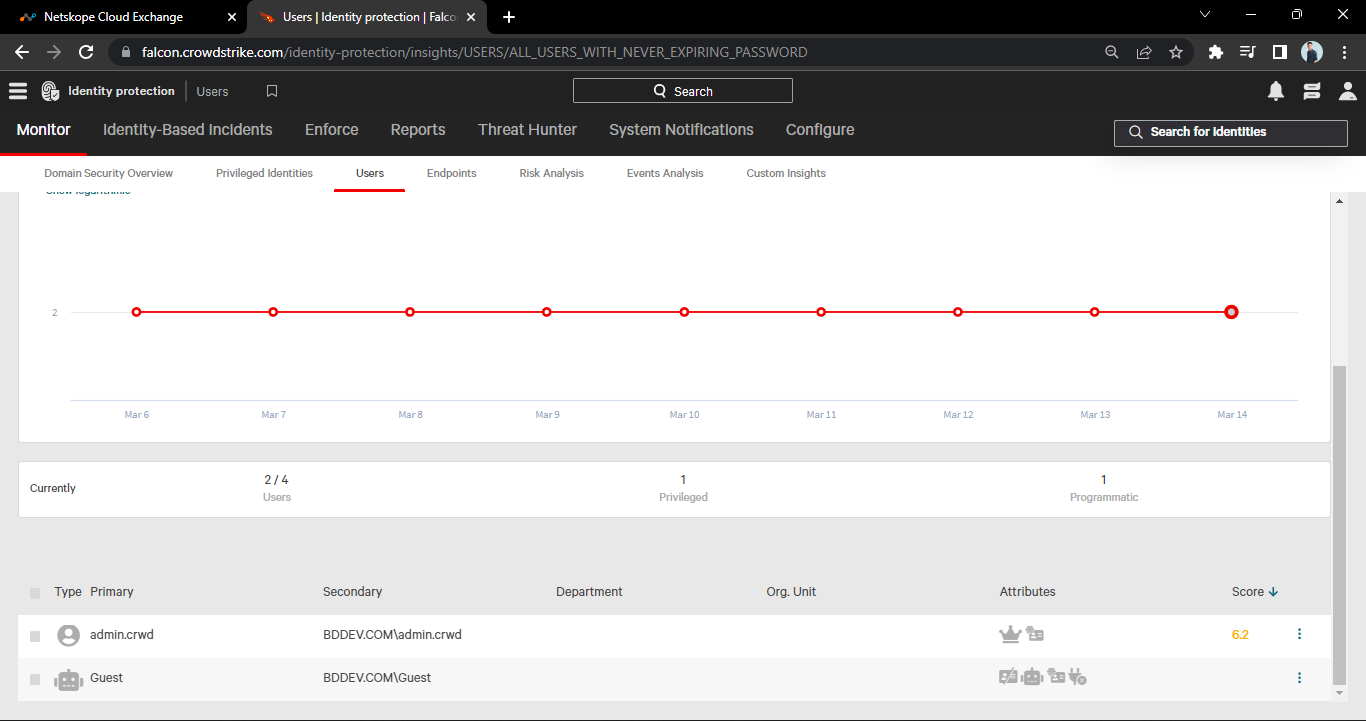 Netskope Cloud Exchange
Users | Identity protection | Falco
falcon.crowdstrike.com/identity-protection/insights/USERS/ALL_USERS_WITH_NEVER_EXPIRING_PASSWORD
Identity protection Users Search
Monitor Identity-Based Incidents Enforce Reports Threat Hunter System Notifications Configure Search for Identities
Domain Security Overview Privileged Identities Users Endpoints Risk Analysis Events Analysis Custom Insights
Show logarithmic
2
Mar 6 Mar 7 Mar 8 Mar 9 Mar 10 Mar 11 Mar 12 Mar 13 Mar 14
Currently
2 / 4 1 1
Users Privileged Programmatic
Type Primary Secondary Department Org. Unit Attributes Score
admin.crwd BDDEV.COM\admin.crwd 6.2
Guest BDDEV.COM\Guest